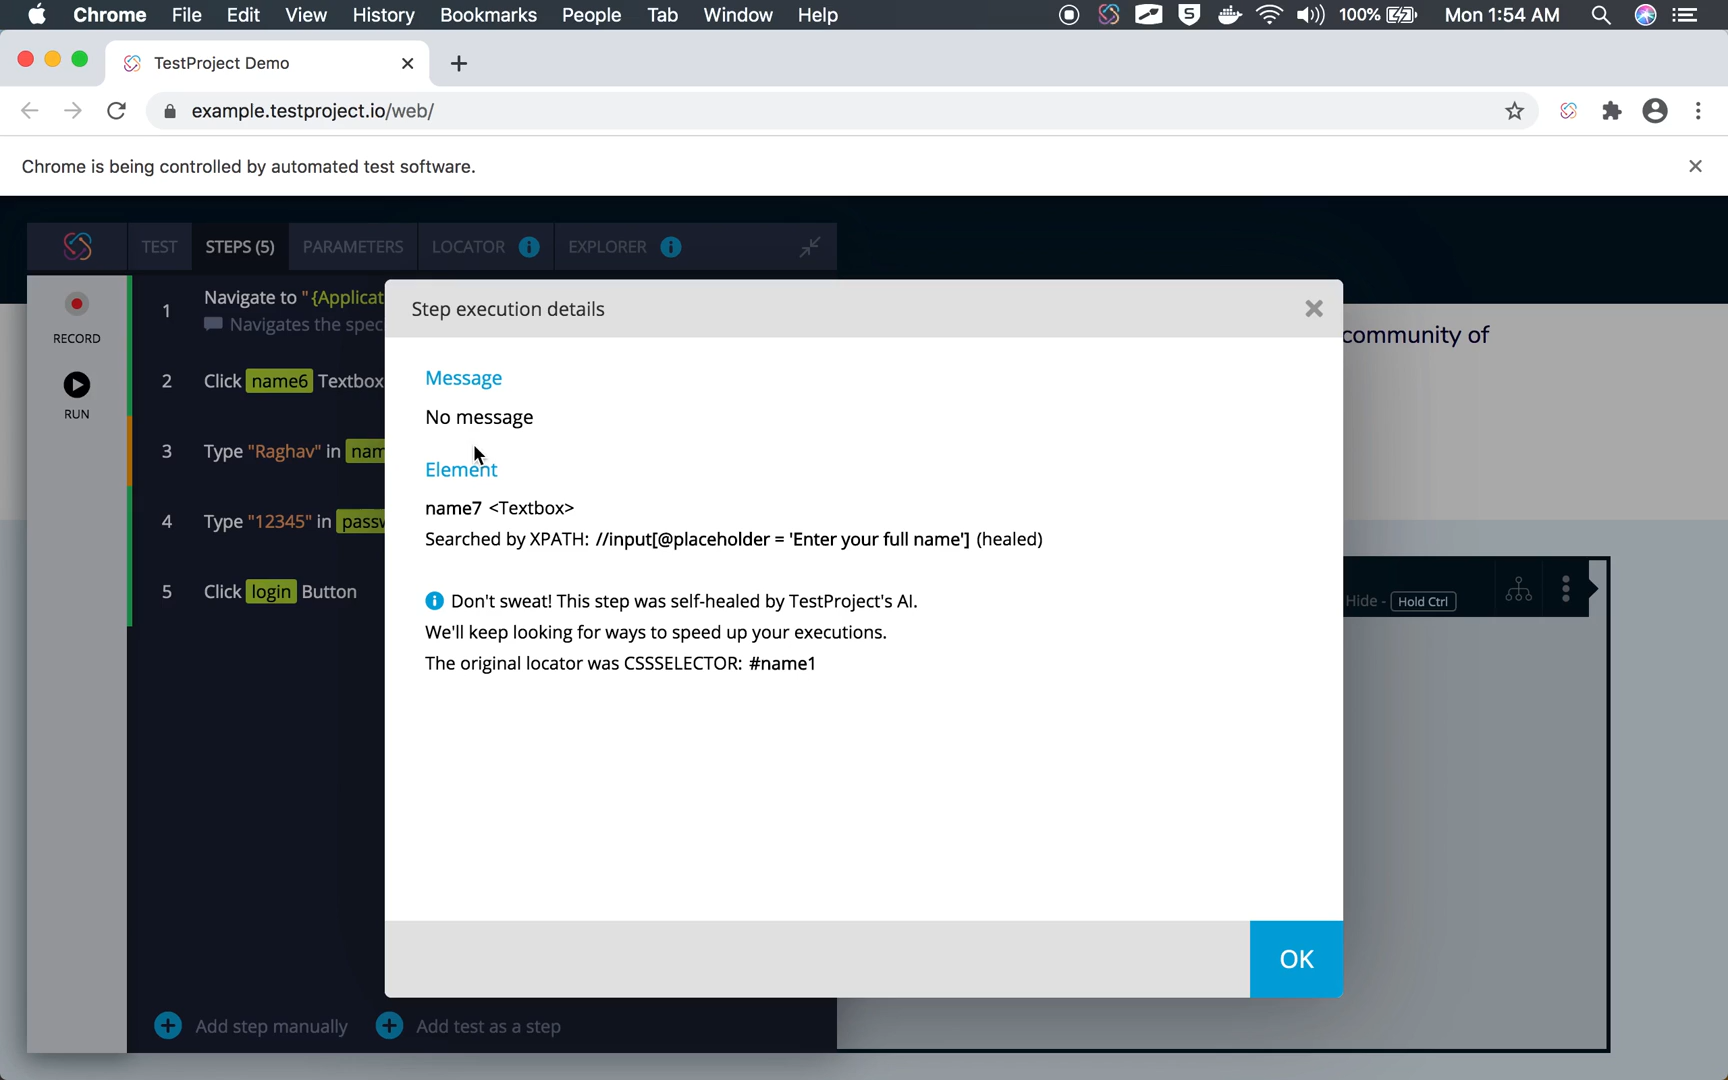 Chrome File Edit View History Bookmarks People Tab Window Help 100% Mon 1:54 AM
TestProject Demo
example.testproject.io/web/
Chrome is being controlled by automated test software.
TEST STEPS (5) PARAMETERS LOCATOR EXPLORER
RECORD
RUN
1 Navigate to "{Applicat
Navigates the spec
2 Click name6 Textbox
3 Type "Raghav" in nam
4 Type "12345" in passw
5 Click login Button
Add step manually Add test as a step
Step execution details
Message
No message
Element
name7 <Textbox>
Searched by XPATH: //input[@placeholder = 'Enter your full name'] (healed)
Don't sweat! This step was self-healed by TestProject's AI.
We'll keep looking for ways to speed up your executions.
The original locator was CSSSELECTOR: #name1
OK
community of
Hide - Hold Ctrl